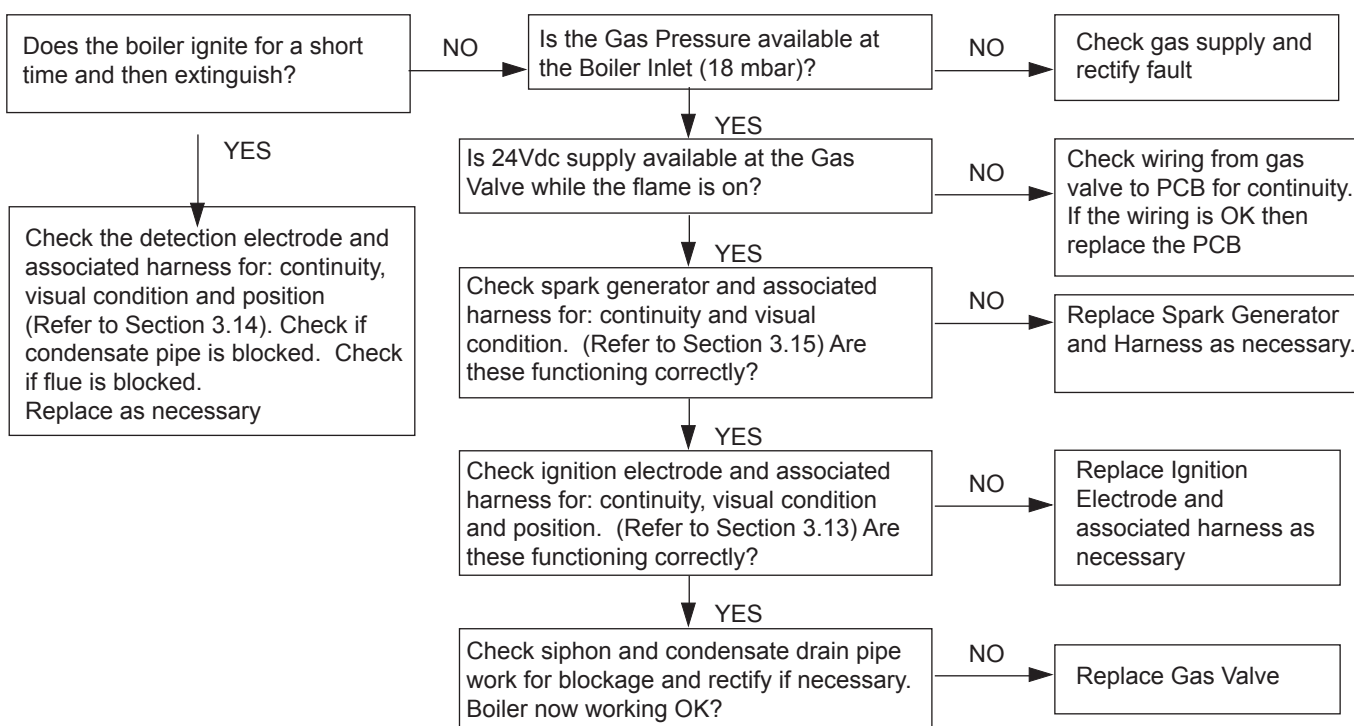 Does the boiler ignite for a short
time and then extinguish?
NO
Is the Gas Pressure available at
the Boiler Inlet (18 mbar)?
NO
Check gas supply and
rectify fault
YES
Check the detection electrode and
associated harness for: continuity,
visual condition and position
(Refer to Section 3.14). Check if
condensate pipe is blocked.  Check
if flue is blocked.
Replace as necessary
YES
Is 24Vdc supply available at the Gas
Valve while the flame is on?
NO
Check wiring from gas
valve to PCB for continuity.
If the wiring is OK then
replace the PCB
YES
Check spark generator and associated
harness for: continuity and visual
condition.  (Refer to Section 3.15) Are
these functioning correctly?
NO
Replace Spark Generator
and Harness as necessary.
YES
Check ignition electrode and associated
harness for: continuity, visual condition
and position.  (Refer to Section 3.13) Are
these functioning correctly?
NO
Replace Ignition
Electrode and
associated harness as
necessary
YES
Check siphon and condensate drain pipe
work for blockage and rectify if necessary.
Boiler now working OK?
NO
Replace Gas Valve